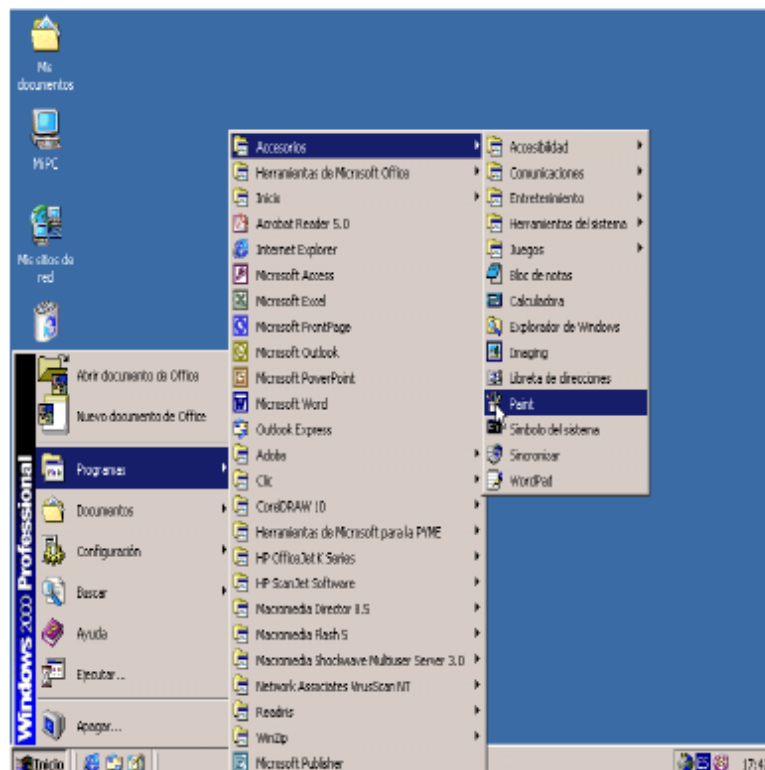 Mis
documentos
Mi PC
Mis sitios de
red
Abrir documento de Office
Nuevo documento de Office
Programas
Documentos
Configuración
Buscar
Ayuda
Ejecutar...
Apagar...
Windows 2000 Professional
Accesorios
Herramientas de Microsoft Office
Inicio
Acrobat Reader 5.0
Internet Explorer
Microsoft Access
Microsoft Excel
Microsoft FrontPage
Microsoft Outlook
Microsoft PowerPoint
Microsoft Word
Outlook Express
Adobe
Clic
CorelDRAW 10
Herramientas de Microsoft para la PYME
HP OfficeJet K Series
HP ScanJet Software
Macromedia Director 8.5
Macromedia Flash 5
Macromedia Shockwave Multiuser Server 3.0
Network Associates VirusScan NT
Readiris
WinZip
Microsoft Publisher
Accesibilidad
Comunicaciones
Entretenimiento
Herramientas del sistema
Juegos
Bloc de notas
Calculadora
Explorador de Windows
Imaging
Libreta de direcciones
Paint
Símbolo del sistema
Sincronizar
WordPad
Inicio
ES